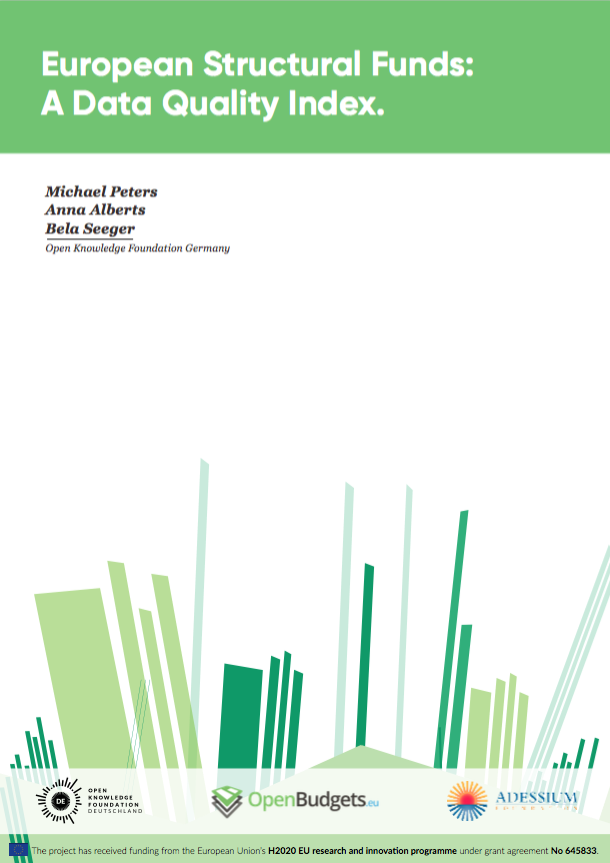 European Structural Funds:
A Data Quality Index.
Michael Peters
Anna Alberts
Bela Seeger
Open Knowledge Foundation Germany
DE
OPEN
KNOWLEDGE
FOUNDATION
DEUTSCHLAND
OpenBudgets.eu
ADESSIUM
The project has received funding from the European Union's H2020 EU research and innovation programme under grant agreement No 645833.